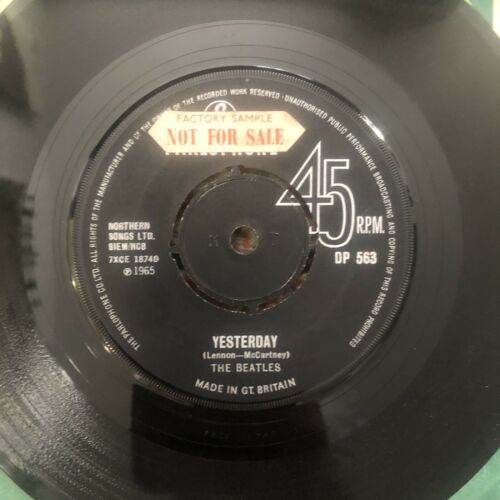 THE PARLOPHONE CO. LTD. ALL RIGHTS OF THE MANUFACTURER AND OF THE OWNER OF THE RECORDED WORK RESERVED · UNAUTHORISED PUBLIC PERFORMANCE BROADCASTING AND COPYING OF THIS RECORD PROHIBITED
FACTORY SAMPLE
NOT FOR SALE
PARLOPHONE
45 R.P.M.
NORTHERN
SONGS LTD.
BIEM/NCB
7XCE 18740
℗ 1965
DP 563
K T
YESTERDAY
(Lennon—McCartney)
THE BEATLES
MADE IN GT. BRITAIN